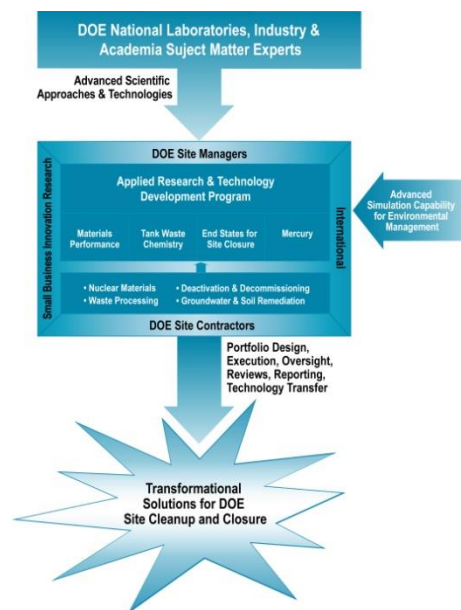 DOE National Laboratories, Industry &
Academia Suject Matter Experts
Advanced Scientific
Approaches & Technologies
DOE Site Managers
Small Business Innovation Research
Applied Research & Technology
Development Program
International
Advanced
Simulation Capability
for Environmental
Management
Materials
Performance
Tank Waste
Chemistry
End States for
Site Closure
Mercury
• Nuclear Materials
• Waste Processing
• Deactivation & Decommissioning
• Groundwater & Soil Remediation
DOE Site Contractors
Portfolio Design,
Execution, Oversight,
Reviews, Reporting,
Technology Transfer
Transformational
Solutions for DOE
Site Cleanup and Closure